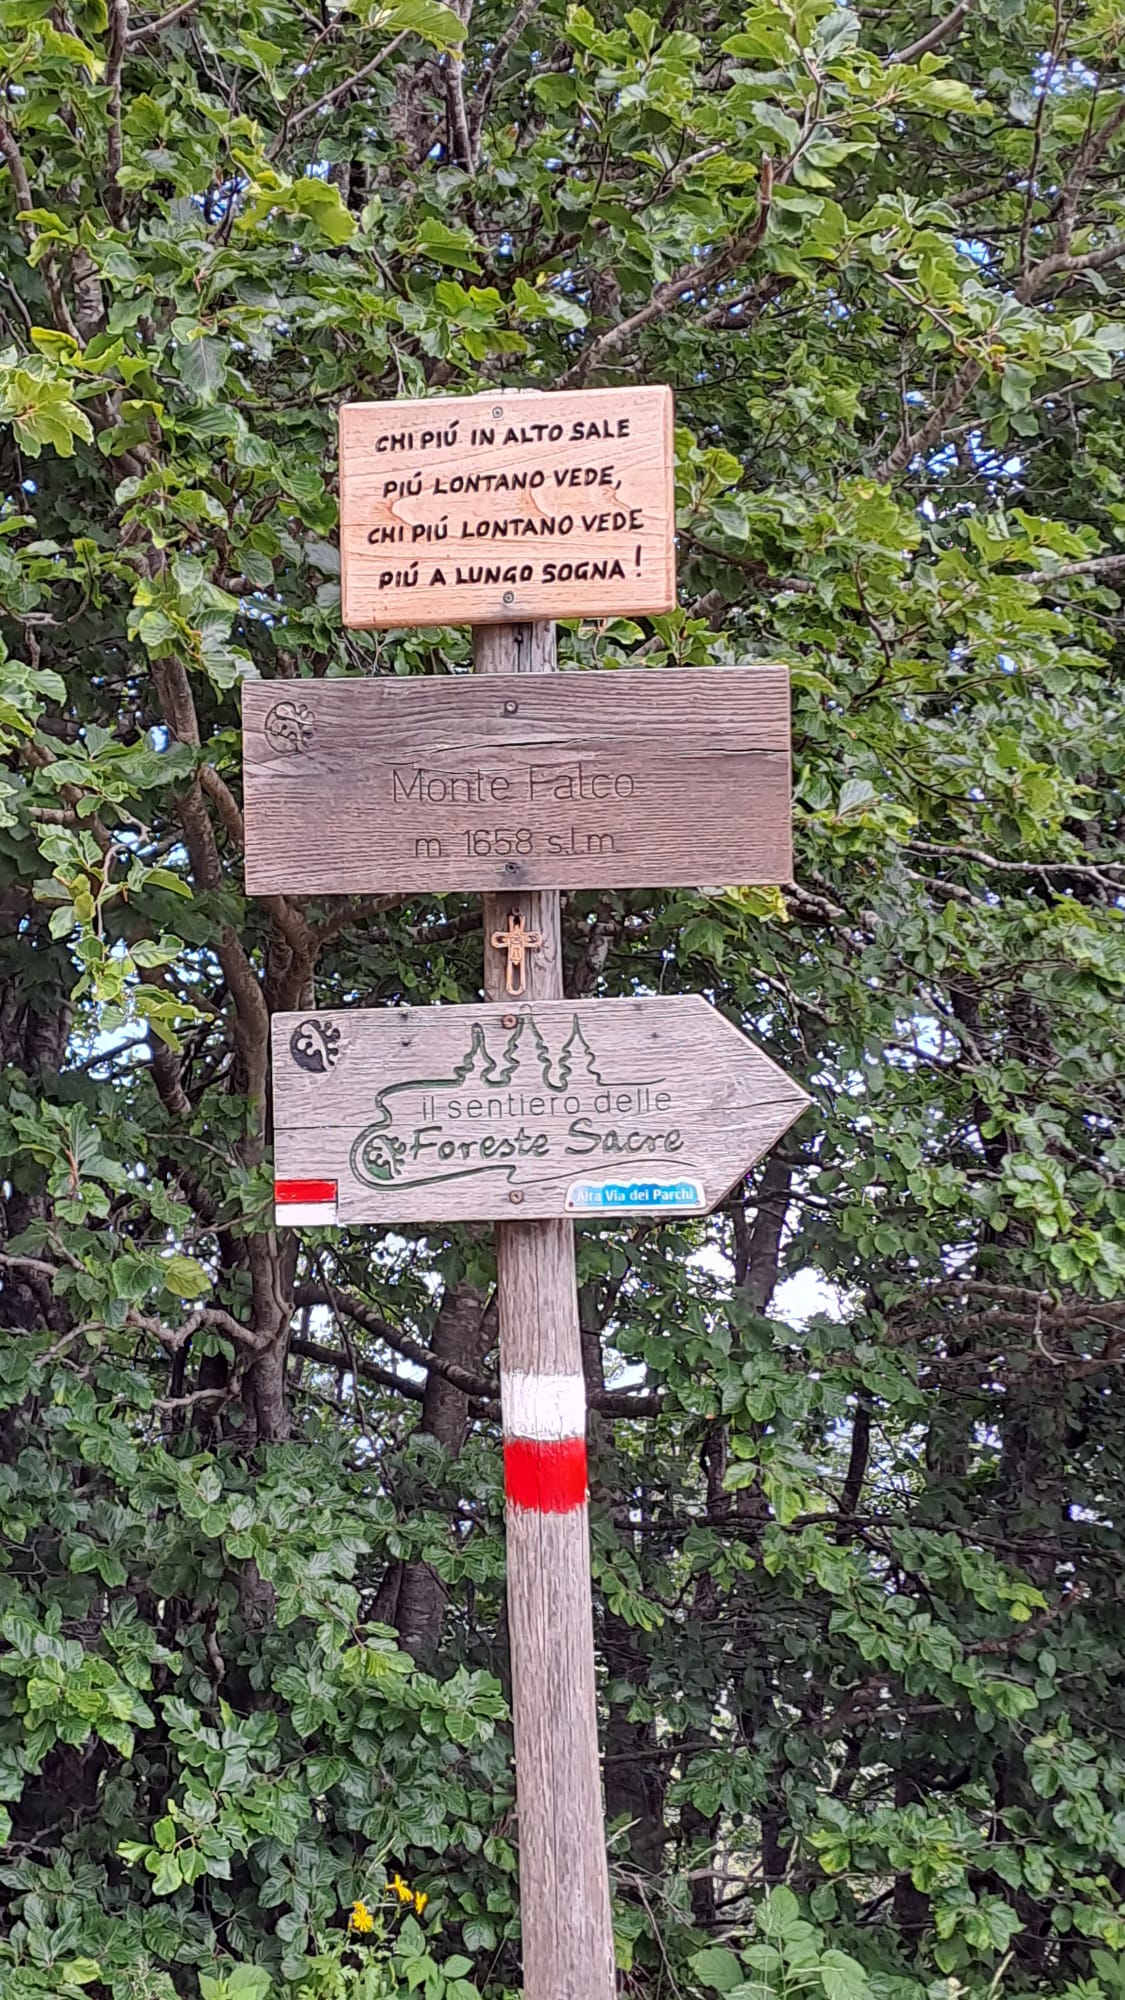 CHI PIÚ IN ALTO SALE
PIÚ LONTANO VEDE,
CHI PIÚ LONTANO VEDE
PIÚ A LUNGO SOGNA!
Monte Falco
m. 1658 s.l.m.
il sentiero delle
Foreste Sacre
Alta Via dei Parchi